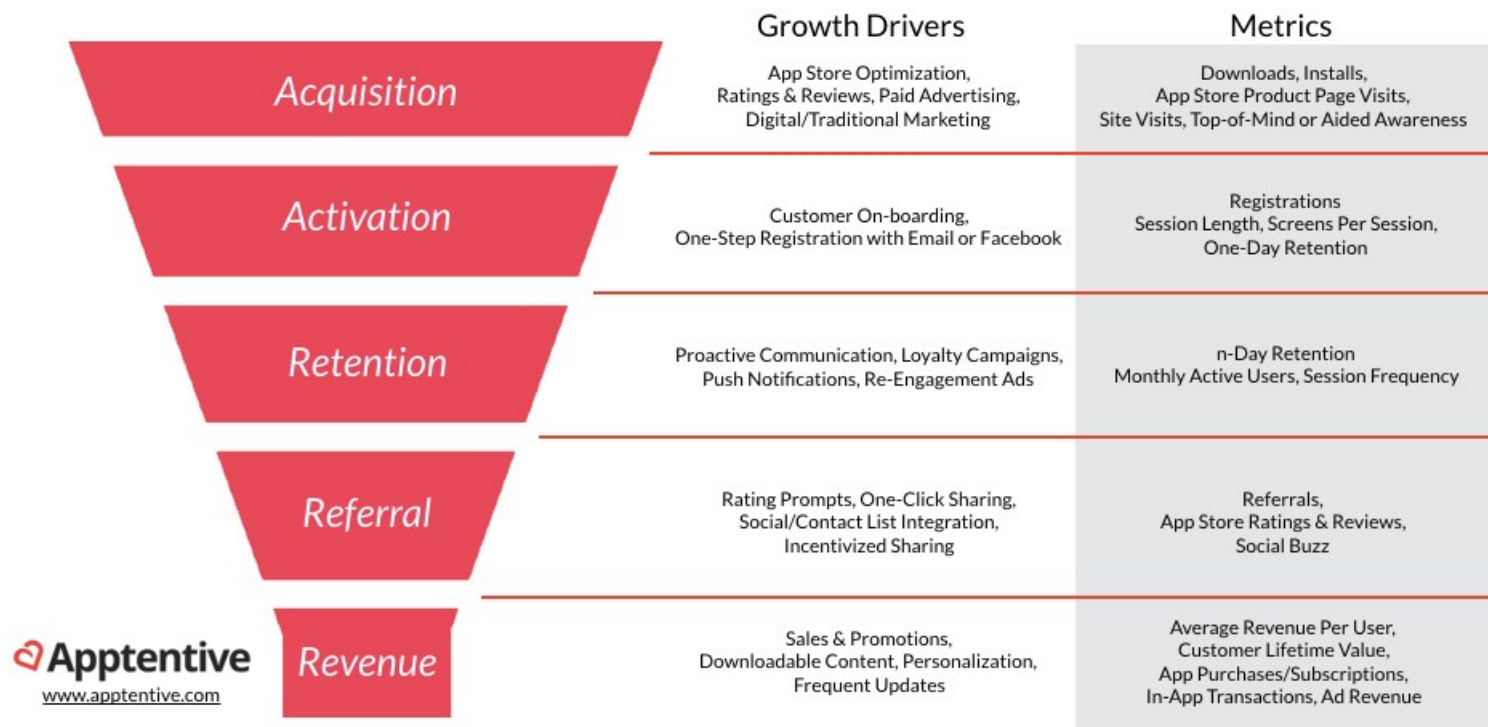 Growth Drivers
Metrics
Acquisition
App Store Optimization,
Ratings & Reviews, Paid Advertising,
Digital/Traditional Marketing
Downloads, Installs,
App Store Product Page Visits,
Site Visits, Top-of-Mind or Aided Awareness
Activation
Customer On-boarding,
One-Step Registration with Email or Facebook
Registrations
Session Length, Screens Per Session,
One-Day Retention
Retention
Proactive Communication, Loyalty Campaigns,
Push Notifications, Re-Engagement Ads
n-Day Retention
Monthly Active Users, Session Frequency
Referral
Rating Prompts, One-Click Sharing,
Social/Contact List Integration,
Incentivized Sharing
Referrals,
App Store Ratings & Reviews,
Social Buzz
Revenue
Sales & Promotions,
Downloadable Content, Personalization,
Frequent Updates
Average Revenue Per User,
Customer Lifetime Value,
App Purchases/Subscriptions,
In-App Transactions, Ad Revenue
Apptentive
www.apptentive.com